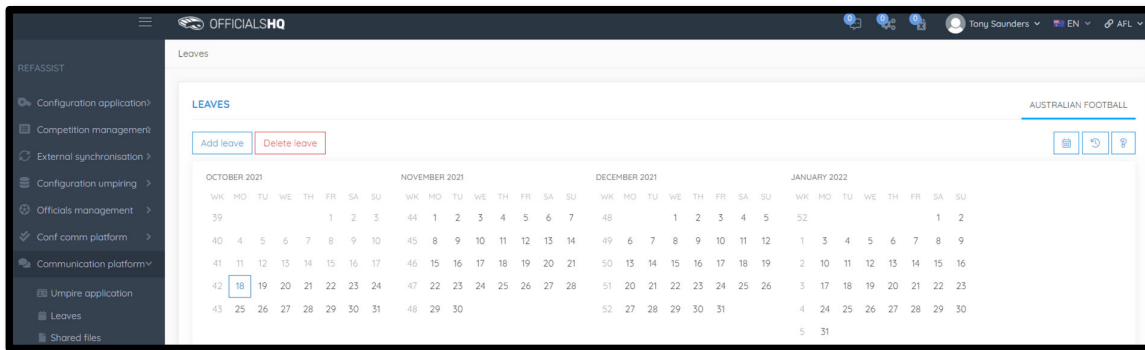 OFFICIALSHQ
0
0
0
Tony Saunders
EN
AFL
Leaves
REFASSIST
Configuration application
Competition management
External synchronisation
Configuration umpiring
Officials management
Conf comm platform
Communication platform
Umpire application
Leaves
Shared files
LEAVES
AUSTRALIAN FOOTBALL
Add leave
Delete leave
OCTOBER 2021
WK MO TU WE TH FR SA SU
39 1 2 3
40 4 5 6 7 8 9 10
41 11 12 13 14 15 16 17
42 18 19 20 21 22 23 24
43 25 26 27 28 29 30 31
NOVEMBER 2021
WK MO TU WE TH FR SA SU
44 1 2 3 4 5 6 7
45 8 9 10 11 12 13 14
46 15 16 17 18 19 20 21
47 22 23 24 25 26 27 28
48 29 30
DECEMBER 2021
WK MO TU WE TH FR SA SU
48 1 2 3 4 5
49 6 7 8 9 10 11 12
50 13 14 15 16 17 18 19
51 20 21 22 23 24 25 26
52 27 28 29 30 31
JANUARY 2022
WK MO TU WE TH FR SA SU
52 1 2
1 3 4 5 6 7 8 9
2 10 11 12 13 14 15 16
3 17 18 19 20 21 22 23
4 24 25 26 27 28 29 30
5 31